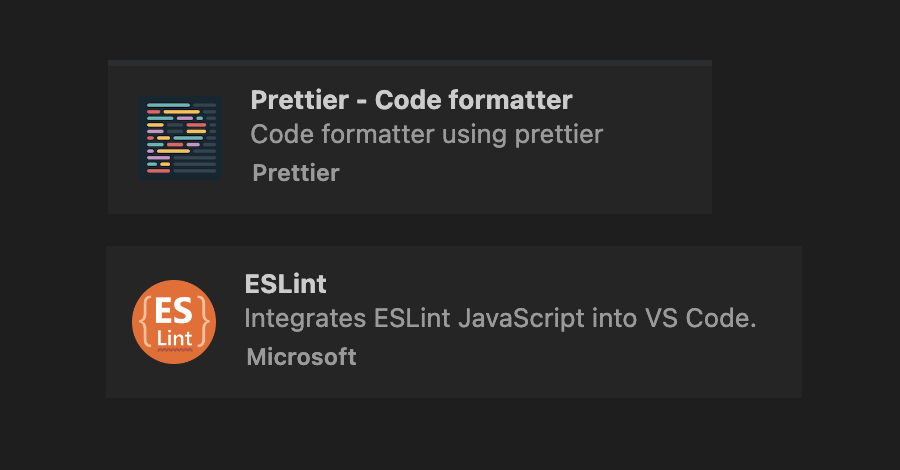 Prettier - Code formatter
Code formatter using prettier
Prettier
{ES}
Lint
ESLint
Integrates ESLint JavaScript into VS Code.
Microsoft